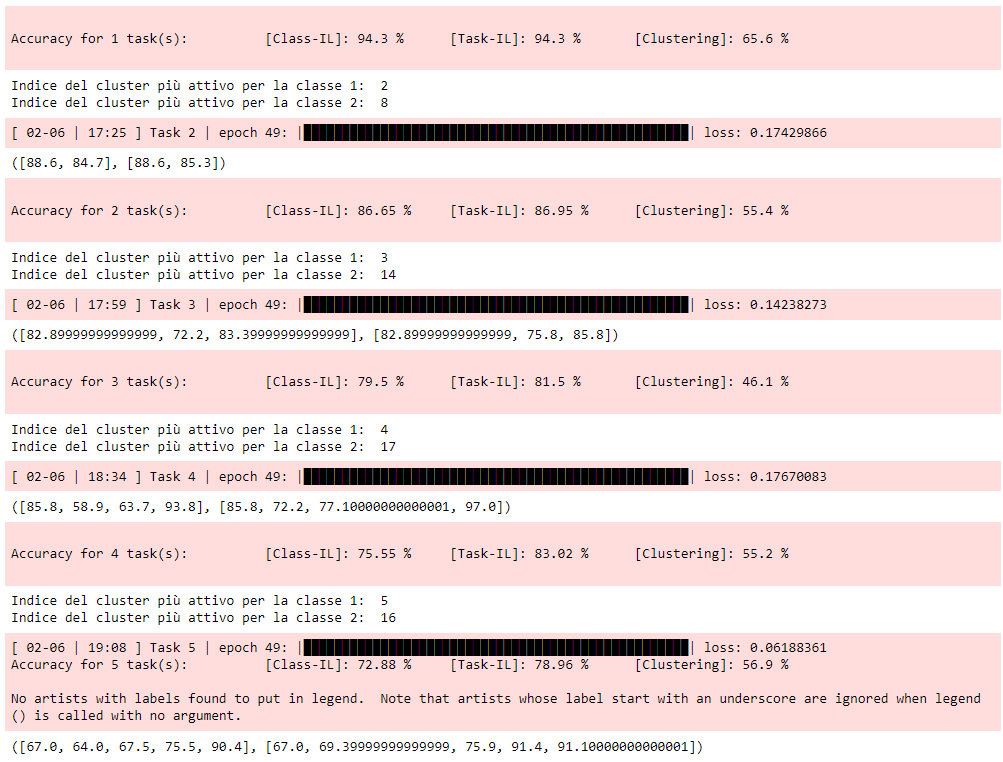 Accuracy for 1 task(s): [Class-IL]: 94.3 % [Task-IL]: 94.3 % [Clustering]: 65.6 %
Indice del cluster più attivo per la classe 1: 2
Indice del cluster più attivo per la classe 2: 8
[ 02-06 | 17:25 ] Task 2 | epoch 49: || loss: 0.17429866
([88.6, 84.7], [88.6, 85.3])
Accuracy for 2 task(s): [Class-IL]: 86.65 % [Task-IL]: 86.95 % [Clustering]: 55.4 %
Indice del cluster più attivo per la classe 1: 3
Indice del cluster più attivo per la classe 2: 14
[ 02-06 | 17:59 ] Task 3 | epoch 49: || loss: 0.14238273
([82.89999999999999, 72.2, 83.39999999999999], [82.89999999999999, 75.8, 85.8])
Accuracy for 3 task(s): [Class-IL]: 79.5 % [Task-IL]: 81.5 % [Clustering]: 46.1 %
Indice del cluster più attivo per la classe 1: 4
Indice del cluster più attivo per la classe 2: 17
[ 02-06 | 18:34 ] Task 4 | epoch 49: || loss: 0.17670083
([85.8, 58.9, 63.7, 93.8], [85.8, 72.2, 77.10000000000001, 97.0])
Accuracy for 4 task(s): [Class-IL]: 75.55 % [Task-IL]: 83.02 % [Clustering]: 55.2 %
Indice del cluster più attivo per la classe 1: 5
Indice del cluster più attivo per la classe 2: 16
[ 02-06 | 19:08 ] Task 5 | epoch 49: || loss: 0.06188361
Accuracy for 5 task(s): [Class-IL]: 72.88 % [Task-IL]: 78.96 % [Clustering]: 56.9 %
No artists with labels found to put in legend. Note that artists whose label start with an underscore are ignored when legend
() is called with no argument.
([67.0, 64.0, 67.5, 75.5, 90.4], [67.0, 69.39999999999999, 75.9, 91.4, 91.10000000000001])